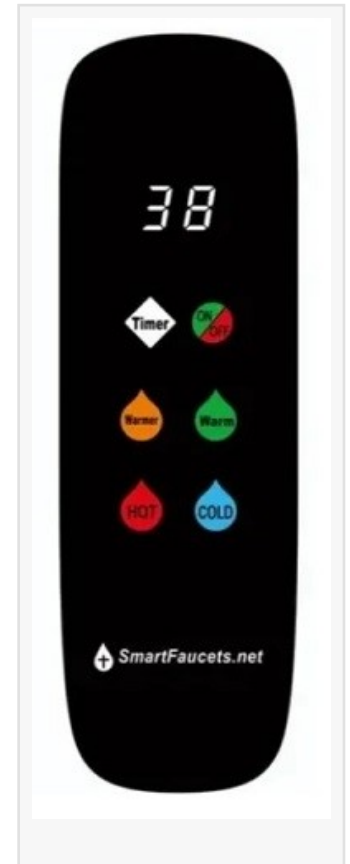 38
Timer
ON
OFF
Warmer
Warm
HOT
COLD
SmartFaucets.net